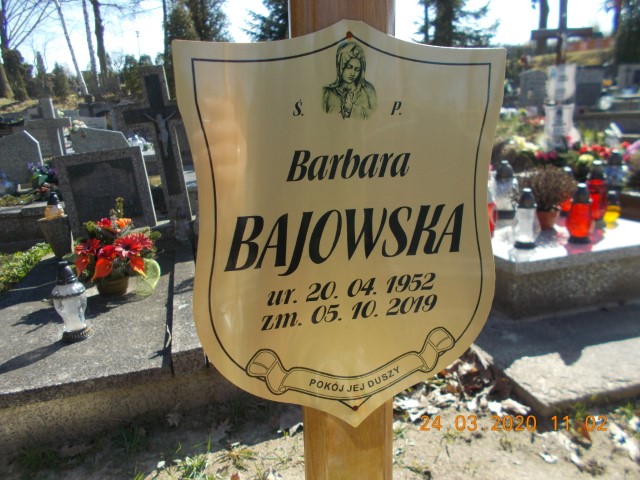 Ś. P.
Barbara
BAJOWSKA
ur. 20. 04. 1952
zm. 05. 10. 2019
POKÓJ JEJ DUSZY
24 03 2020 11:02